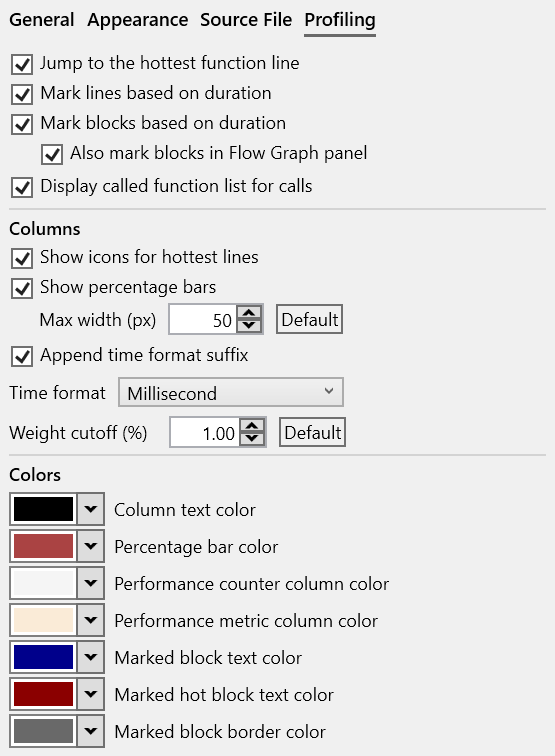 General Appearance Source File Profiling
Jump to the hottest function line
Mark lines based on duration
Mark blocks based on duration
Also mark blocks in Flow Graph panel
Display called function list for calls
Columns
Show icons for hottest lines
Show percentage bars
Max width (px) 50 Default
Append time format suffix
Time format Millisecond
Weight cutoff (%) 1.00 Default
Colors
Column text color
Percentage bar color
Performance counter column color
Performance metric column color
Marked block text color
Marked hot block text color
Marked block border color